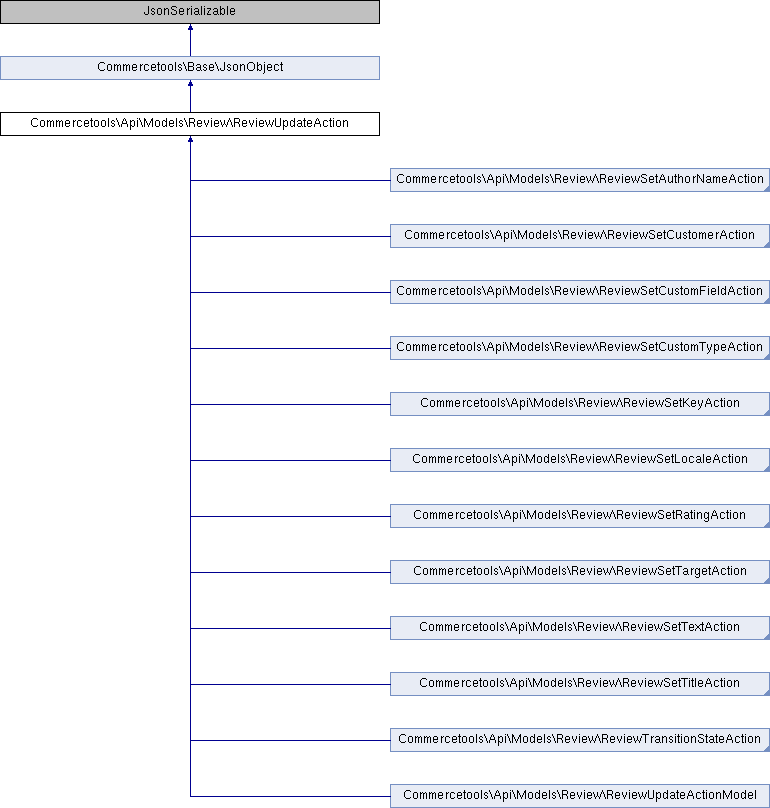 JsonSerializable
Commercetools\Base\JsonObject
Commercetools\Api\Models\Review\ReviewUpdateAction
Commercetools\Api\Models\Review\ReviewSetAuthorNameAction
Commercetools\Api\Models\Review\ReviewSetCustomerAction
Commercetools\Api\Models\Review\ReviewSetCustomFieldAction
Commercetools\Api\Models\Review\ReviewSetCustomTypeAction
Commercetools\Api\Models\Review\ReviewSetKeyAction
Commercetools\Api\Models\Review\ReviewSetLocaleAction
Commercetools\Api\Models\Review\ReviewSetRatingAction
Commercetools\Api\Models\Review\ReviewSetTargetAction
Commercetools\Api\Models\Review\ReviewSetTextAction
Commercetools\Api\Models\Review\ReviewSetTitleAction
Commercetools\Api\Models\Review\ReviewTransitionStateAction
Commercetools\Api\Models\Review\ReviewUpdateActionModel